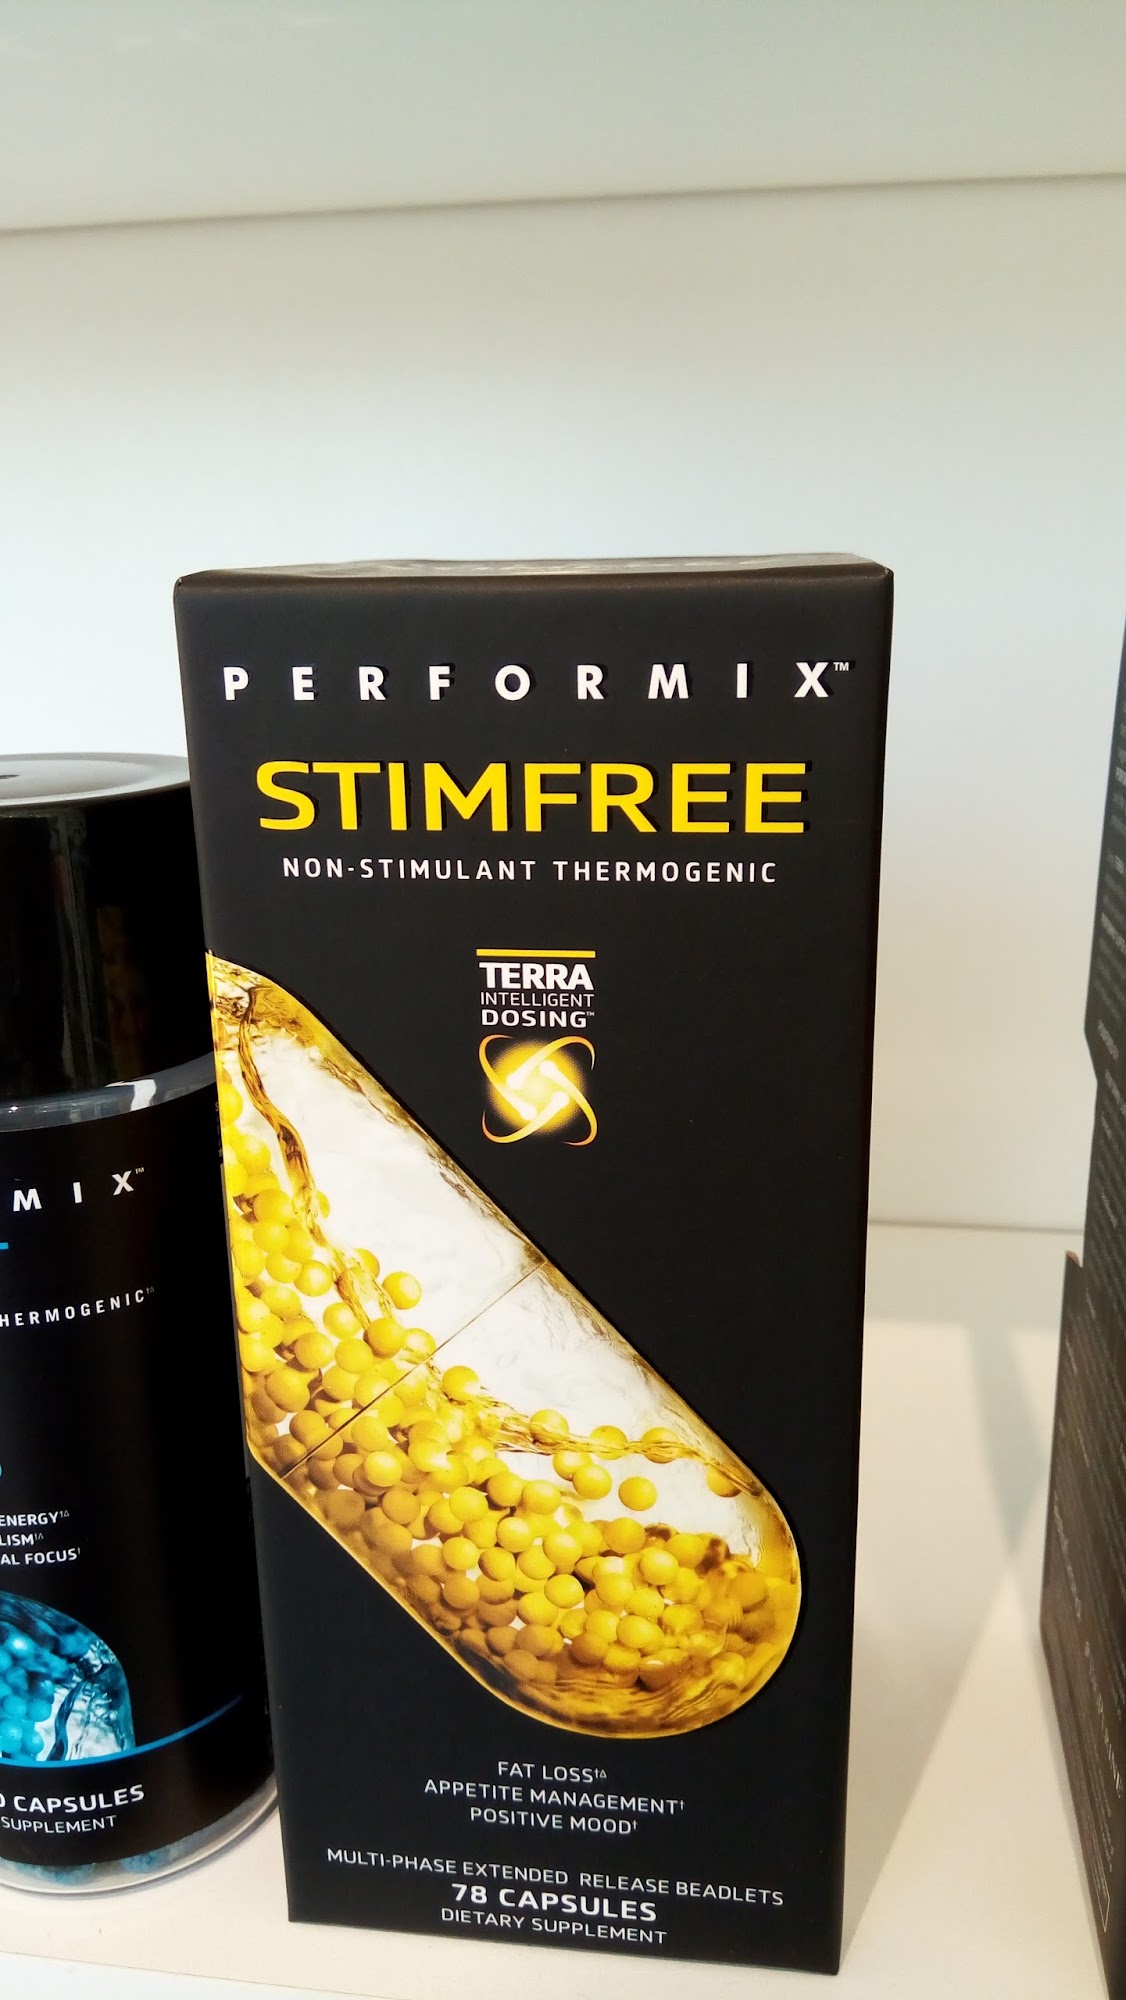 PERFORMIX™
STIMFREE
NON-STIMULANT THERMOGENIC
TERRA
INTELLIGENT
DOSING™
FAT LOSS†Δ
APPETITE MANAGEMENT†
POSITIVE MOOD†
MULTI-PHASE EXTENDED RELEASE BEADLETS
78 CAPSULES
DIETARY SUPPLEMENT
MIX™
HERMOGENIC†Δ
ENERGY†Δ
LISM†Δ
AL FOCUS†
CAPSULES
SUPPLEMENT